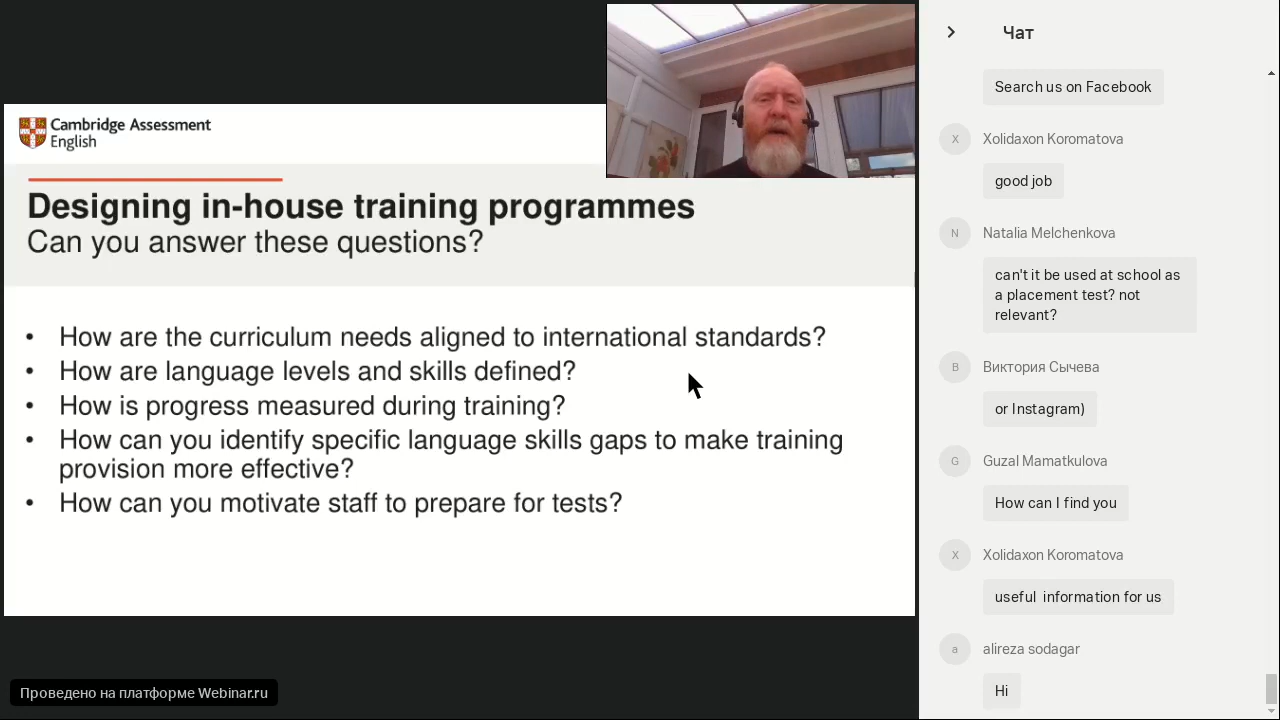 Cambridge Assessment
English
Designing in-house training programmes
Can you answer these questions?
• How are the curriculum needs aligned to international standards?
• How are language levels and skills defined?
• How is progress measured during training?
• How can you identify specific language skills gaps to make training
provision more effective?
• How can you motivate staff to prepare for tests?
Проведено на платформе Webinar.ru
Чат
Search us on Facebook
X
Xolidaxon Koromatova
good job
N
Natalia Melchenkova
can't it be used at school as
a placement test? not
relevant?
В
Виктория Сычева
or Instagram)
G
Guzal Mamatkulova
How can I find you
X
Xolidaxon Koromatova
useful information for us
a
alireza sodagar
Hi